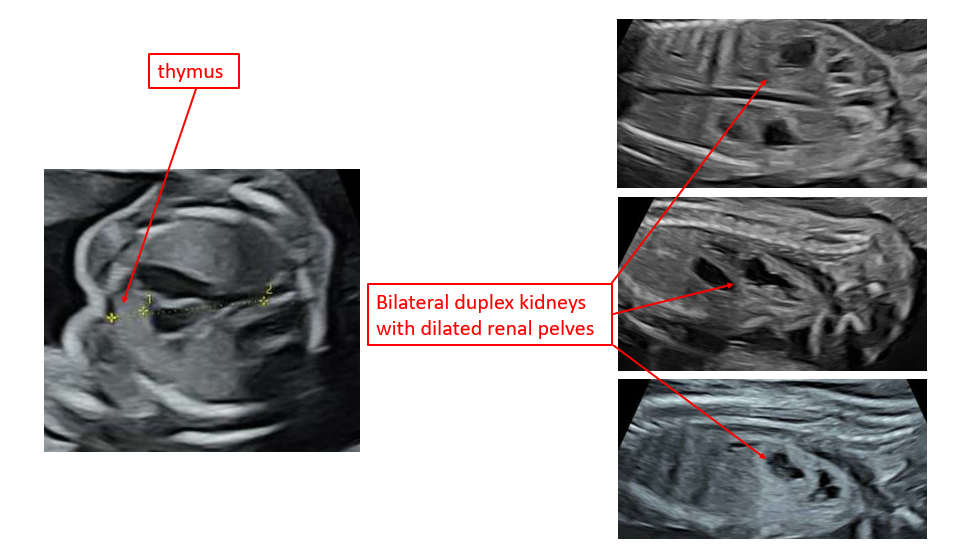 thymus
1
2
Bilateral duplex kidneys
with dilated renal pelves